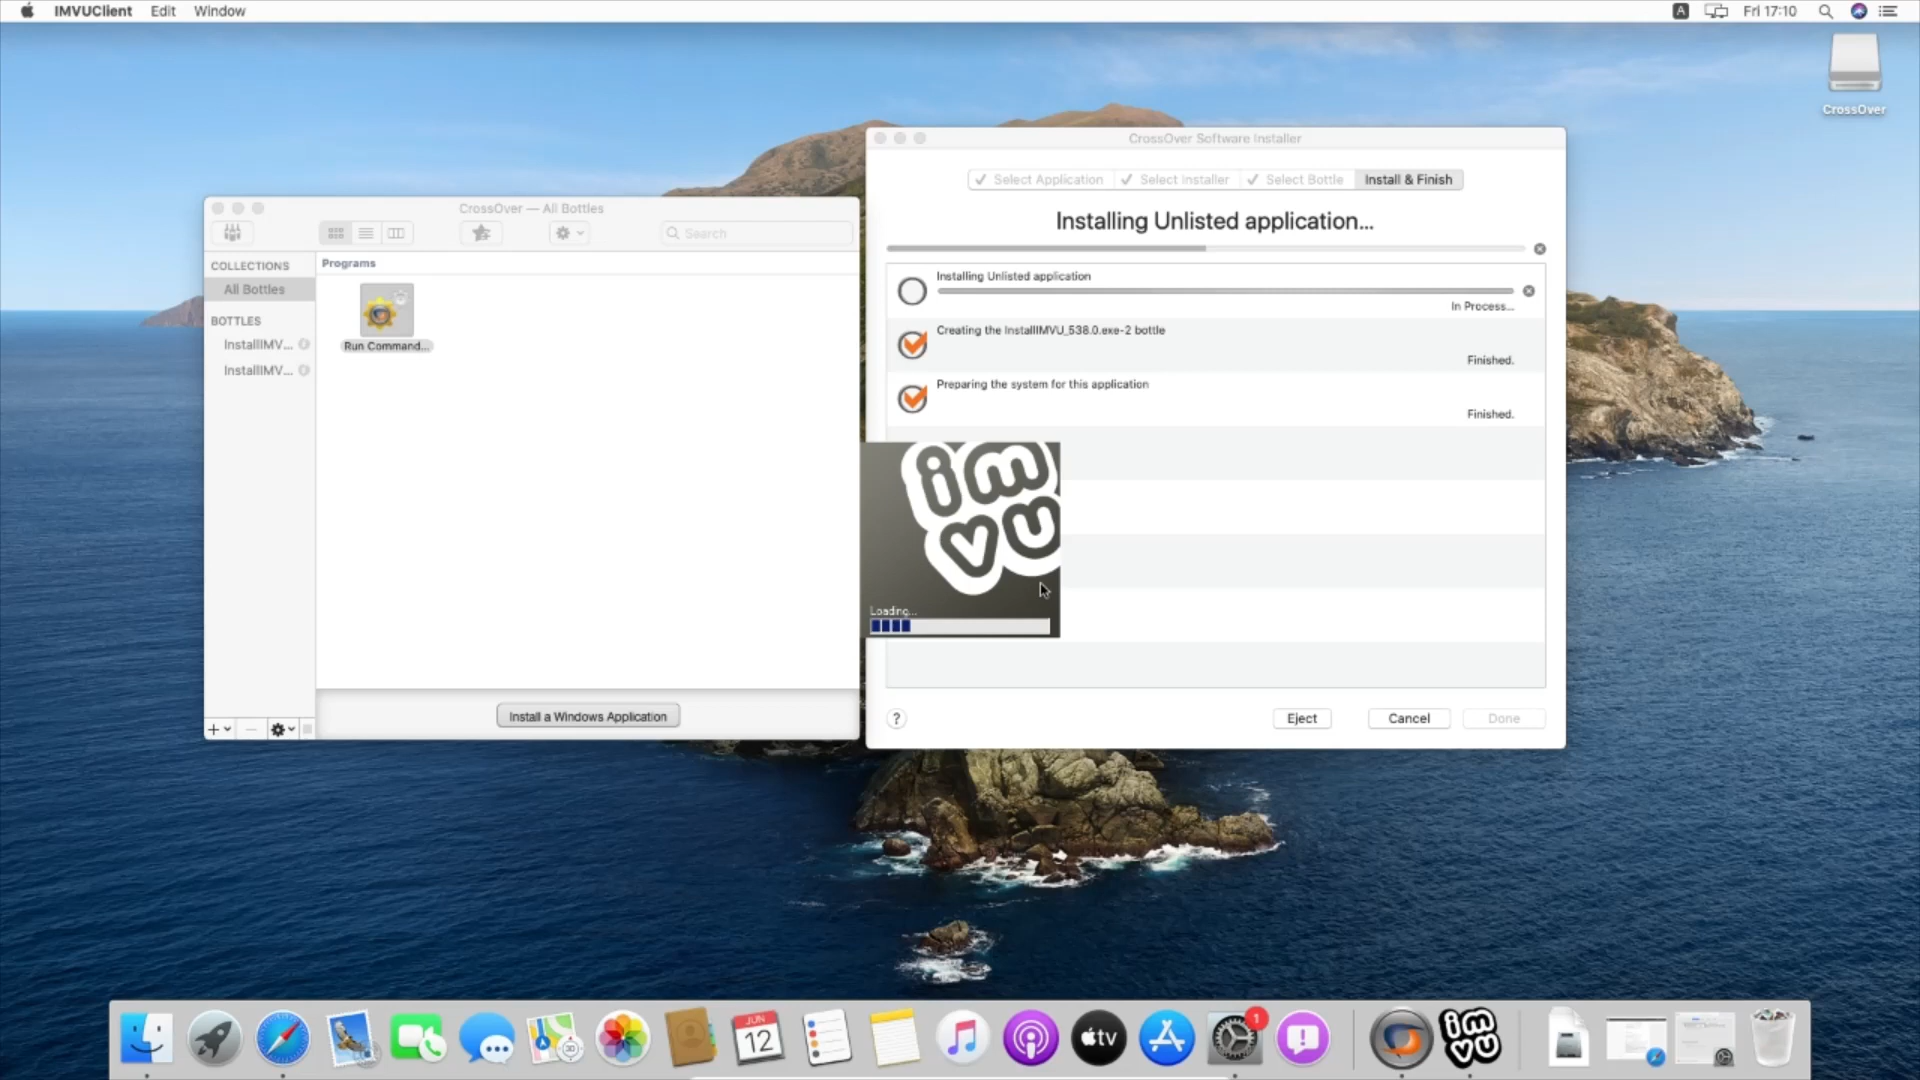 IMVUClient Edit Window
A
Fri 17:10
CrossOver
CrossOver Software Installer
✓ Select Application ✓ Select Installer ✓ Select Bottle Install & Finish
Installing Unlisted application...
Installing Unlisted application
In Process...
Creating the InstallIMVU_538.0.exe-2 bottle
Finished.
Preparing the system for this application
Finished.
? Eject Cancel Done
CrossOver — All Bottles
Search
COLLECTIONS
All Bottles
BOTTLES
InstallIMV...
InstallIMV...
Programs
Run Command...
Install a Windows Application
imvu
Loading...
JUN
12
tv
1
imvu